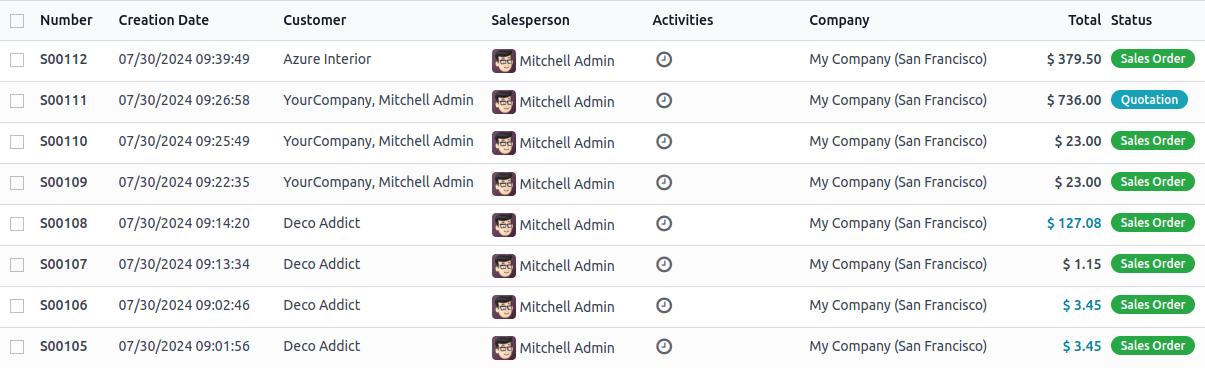 Number Creation Date Customer Salesperson Activities Company Total Status
S00112 07/30/2024 09:39:49 Azure Interior Mitchell Admin My Company (San Francisco) $ 379.50 Sales Order
S00111 07/30/2024 09:26:58 YourCompany, Mitchell Admin Mitchell Admin My Company (San Francisco) $ 736.00 Quotation
S00110 07/30/2024 09:25:49 YourCompany, Mitchell Admin Mitchell Admin My Company (San Francisco) $ 23.00 Sales Order
S00109 07/30/2024 09:22:35 YourCompany, Mitchell Admin Mitchell Admin My Company (San Francisco) $ 23.00 Sales Order
S00108 07/30/2024 09:14:20 Deco Addict Mitchell Admin My Company (San Francisco) $ 127.08 Sales Order
S00107 07/30/2024 09:13:34 Deco Addict Mitchell Admin My Company (San Francisco) $ 1.15 Sales Order
S00106 07/30/2024 09:02:46 Deco Addict Mitchell Admin My Company (San Francisco) $ 3.45 Sales Order
S00105 07/30/2024 09:01:56 Deco Addict Mitchell Admin My Company (San Francisco) $ 3.45 Sales Order